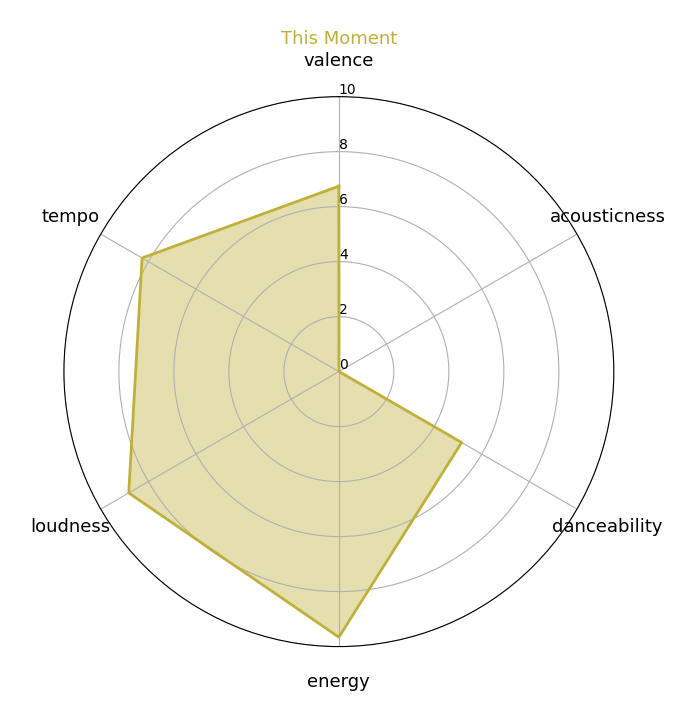 This Moment
valence
10
8
tempo
acousticness
6
4
2
0
loudness
danceability
energy